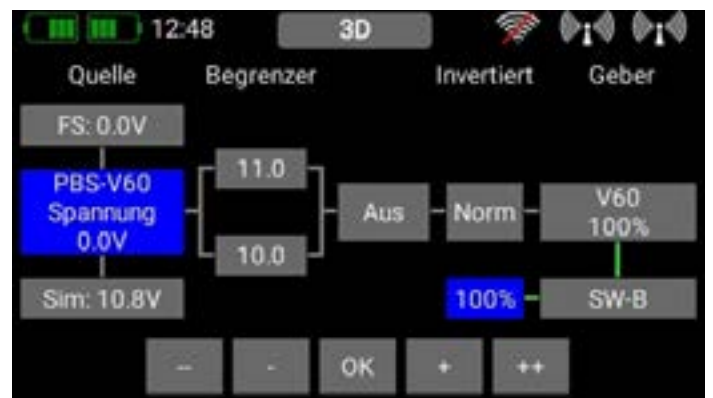 12:48 3D
Quelle Begrenzer Invertiert Geber
FS: 0.0V
PBS-V60
Spannung
0.0V
11.0
10.0
Aus
Norm
V60
100%
Sim: 10.8V
100%
SW-B
-- - OK + ++